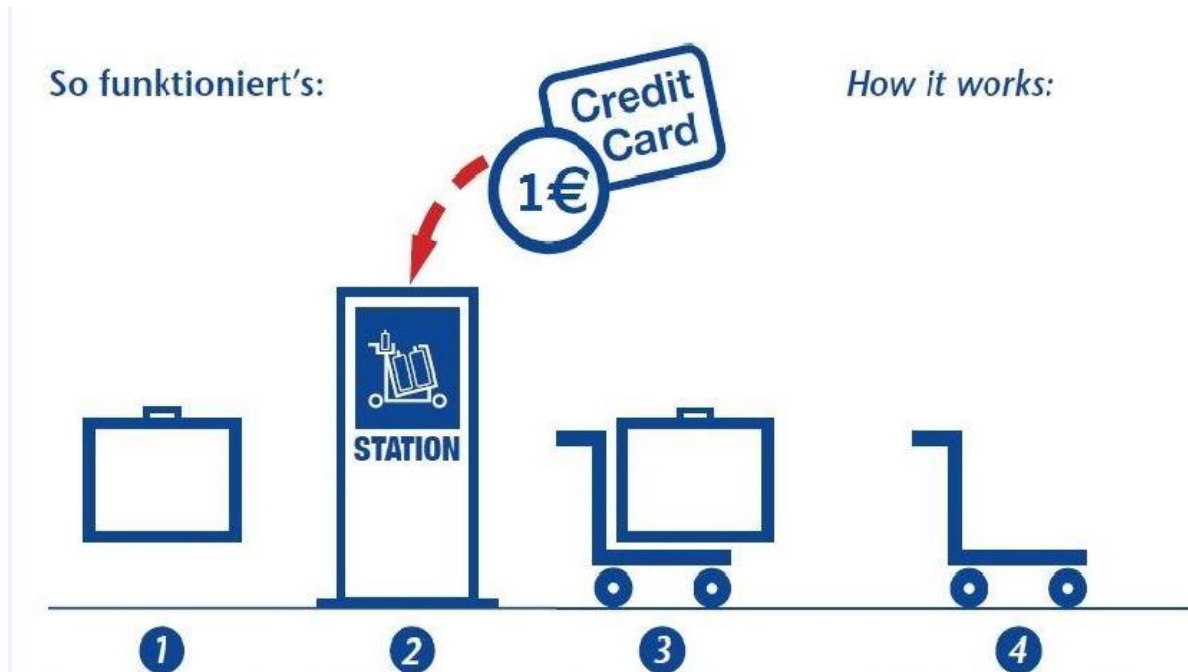 So funktioniert's:
How it works:
Credit
Card
1€
STATION
1
2
3
4